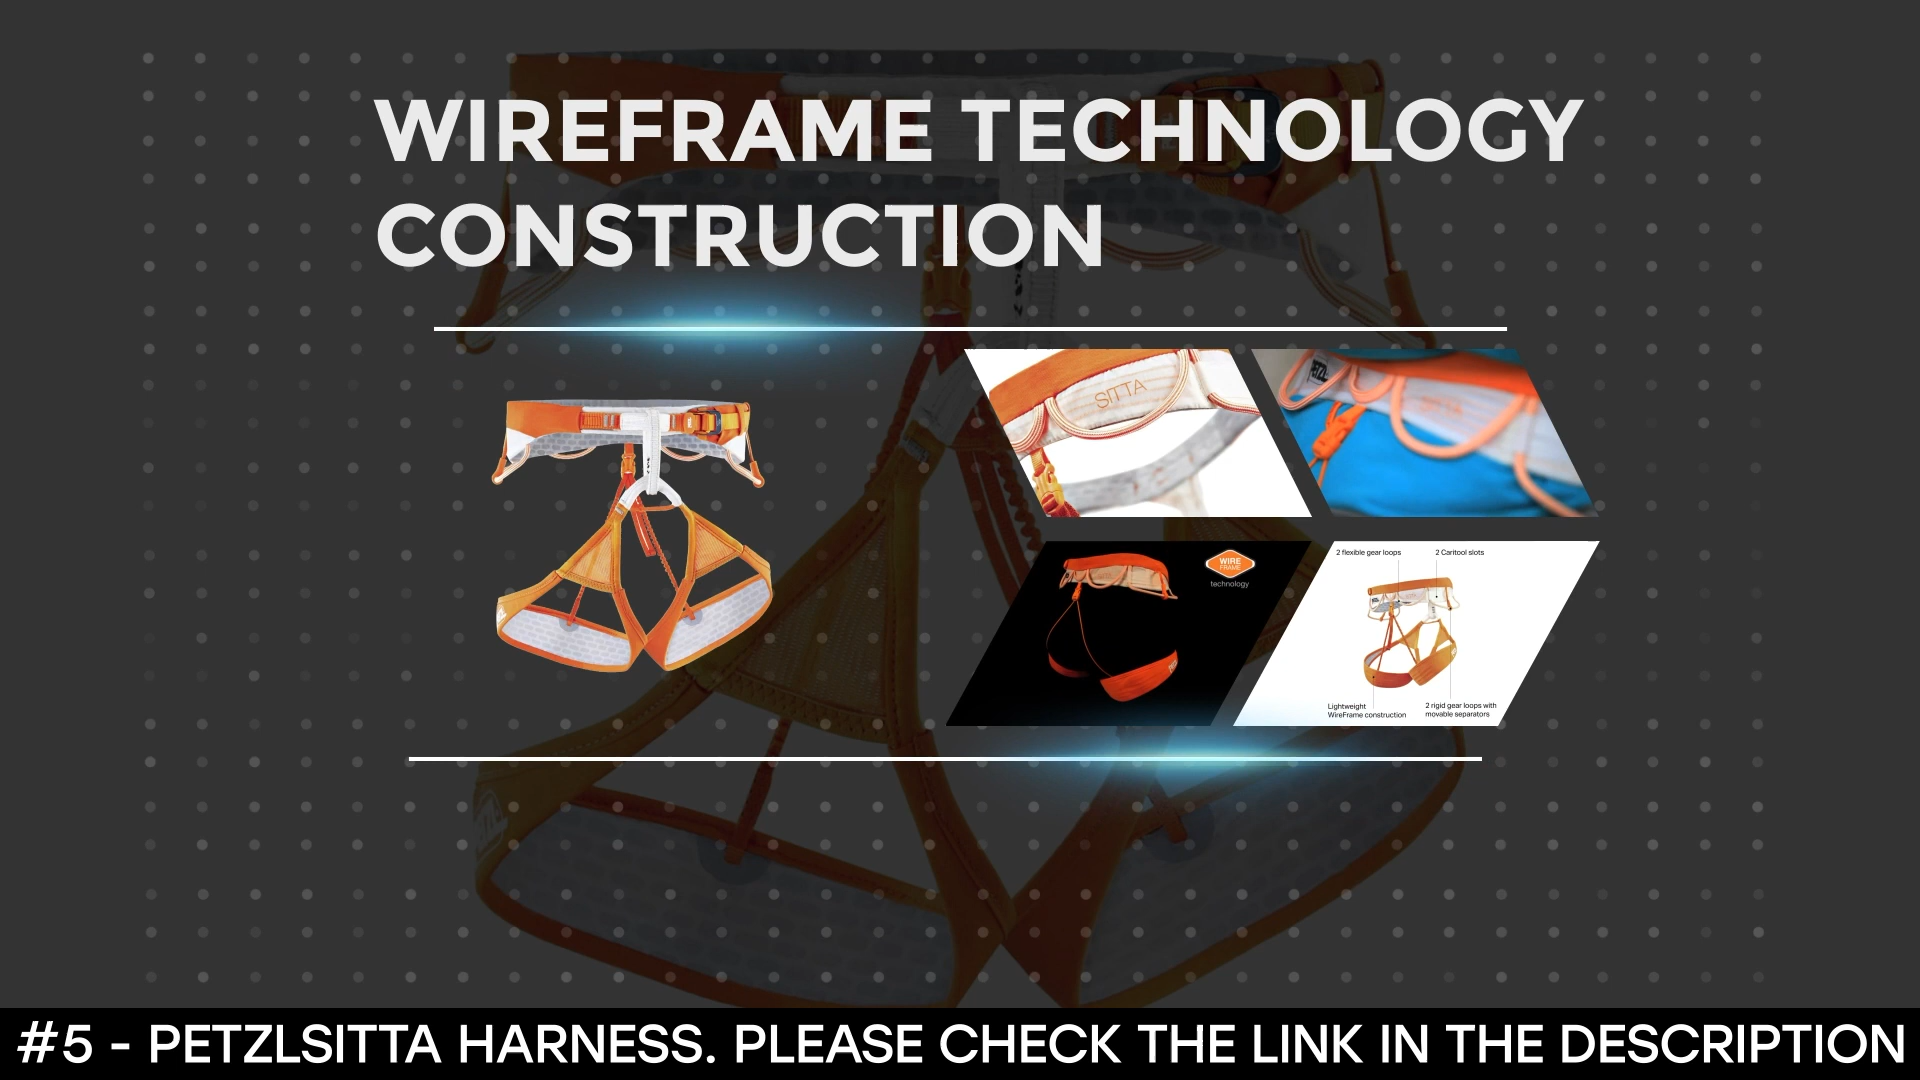 WIREFRAME TECHNOLOGY
CONSTRUCTION
SITTA
WIRE
FRAME
technology
2 flexible gear loops
2 Caritool slots
Lightweight
WireFrame construction
2 rigid gear loops with
movable separators
#5 - PETZLSITTA HARNESS. PLEASE CHECK THE LINK IN THE DESCRIPTION